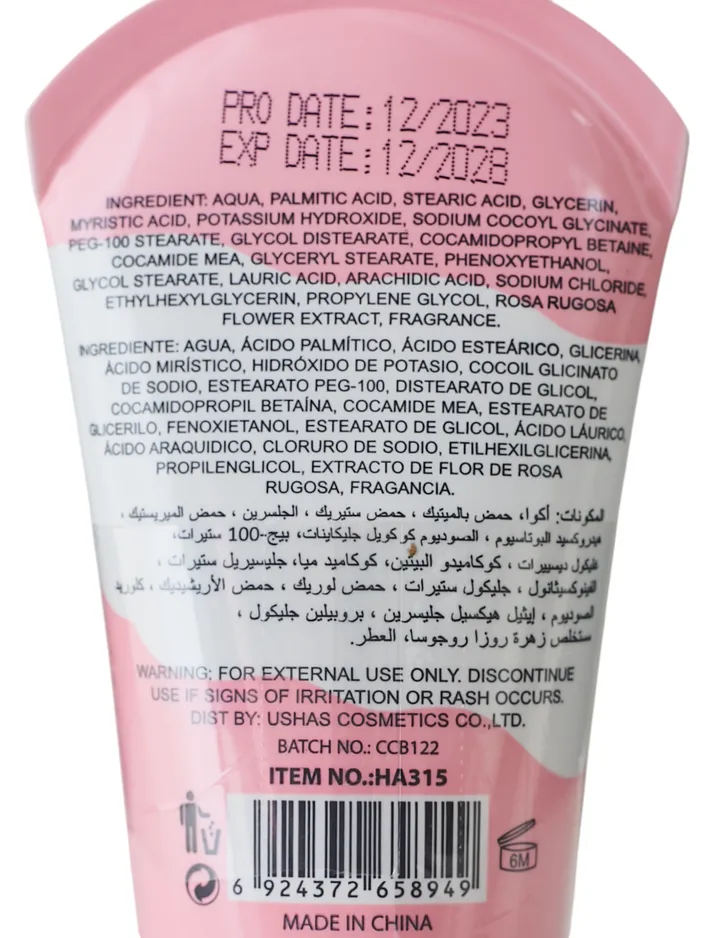 PRO DATE:12/2023
EXP DATE:12/2028
INGREDIENT: AQUA, PALMITIC ACID, STEARIC ACID, GLYCERIN,
MYRISTIC ACID, POTASSIUM HYDROXIDE, SODIUM COCOYL GLYCINATE,
PEG-100 STEARATE, GLYCOL DISTEARATE, COCAMIDOPROPYL BETAINE,
COCAMIDE MEA, GLYCERYL STEARATE, PHENOXYETHANOL,
GLYCOL STEARATE, LAURIC ACID, ARACHIDIC ACID, SODIUM CHLORIDE,
ETHYLHEXYLGLYCERIN, PROPYLENE GLYCOL, ROSA RUGOSA
FLOWER EXTRACT, FRAGRANCE.
INGREDIENTE: AGUA, ÁCIDO PALMÍTICO, ÁCIDO ESTEÁRICO, GLICERINA,
ÁCIDO MIRÍSTICO, HIDRÓXIDO DE POTASIO, COCOIL GLICINATO
DE SODIO, ESTEARATO PEG-100, DISTEARATO DE GLICOL,
COCAMIDOPROPIL BETAÍNA, COCAMIDE MEA, ESTEARATO DE
GLICERILO, FENOXIETANOL, ESTEARATO DE GLICOL, ÁCIDO LÁURICO,
ÁCIDO ARAQUIDICO, CLORURO DE SODIO, ETILHEXILGLICERINA,
PROPILENGLICOL, EXTRACTO DE FLOR DE ROSA
RUGOSA, FRAGANCIA.
المكونات: أكوا، حمض بالميتيك ، حمض ستيريك ، الجلسرين ، حمض الميريستيك ،
هيدروكسيد البوتاسيوم ، الصوديوم كوكويل جليكاينات، بيج-100 ستيرات،
جليكول ديسييرات ، كوكاميدو البيتين، كوكاميد ميا، جليسيريل ستيرات ،
الفينوكسيثانول ، جليكول ستيرات ، حمض لوريك ، حمض الأريشيديك ، كلوريد
الصوديوم ، إيثيل هيكسيل جليسرين ، بروبيلين جليكول ،
ستخلص زهرة روزا روجوسا، العطر.
WARNING: FOR EXTERNAL USE ONLY. DISCONTINUE
USE IF SIGNS OF IRRITATION OR RASH OCCURS.
DIST BY: USHAS COSMETICS CO.,LTD.
BATCH NO.: CCB122
ITEM NO.:HA315
6M
6 924372 658949
MADE IN CHINA